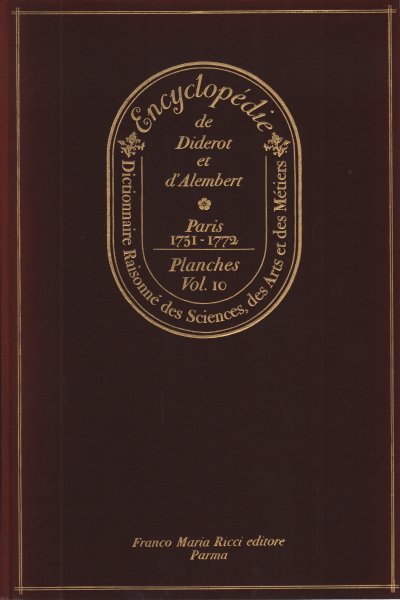 Encyclopédie
de
Diderot
et
d'Alembert
Paris
1751-1772
Planches
Vol. 10
Dictionnaire Raisonné des Sciences, des Arts et des Métiers
Franco Maria Ricci editore
Parma